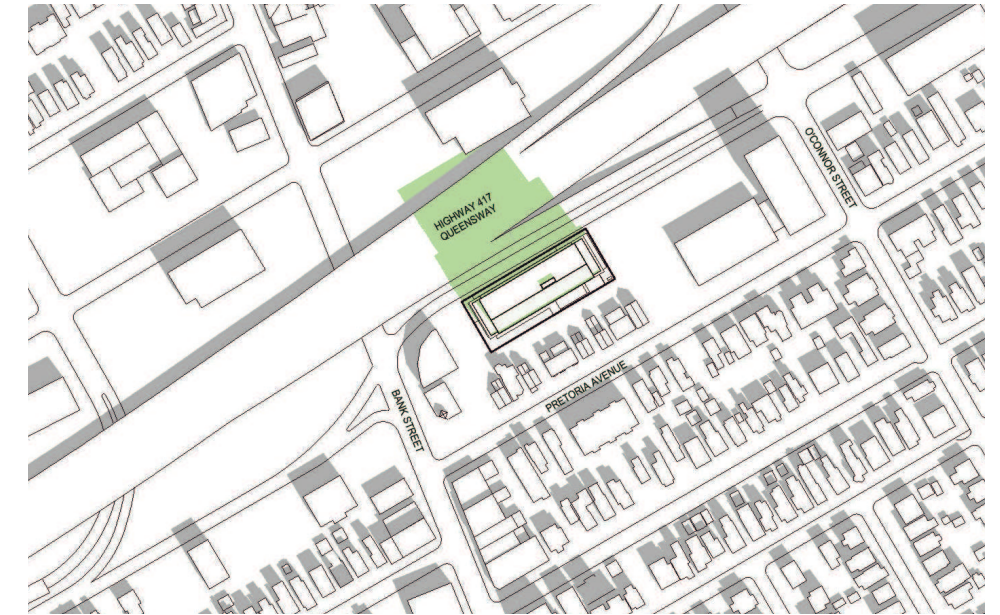 O'CONNOR STREET
HIGHWAY 417
QUEENSWAY
PRETORIA AVENUE
BANK STREET